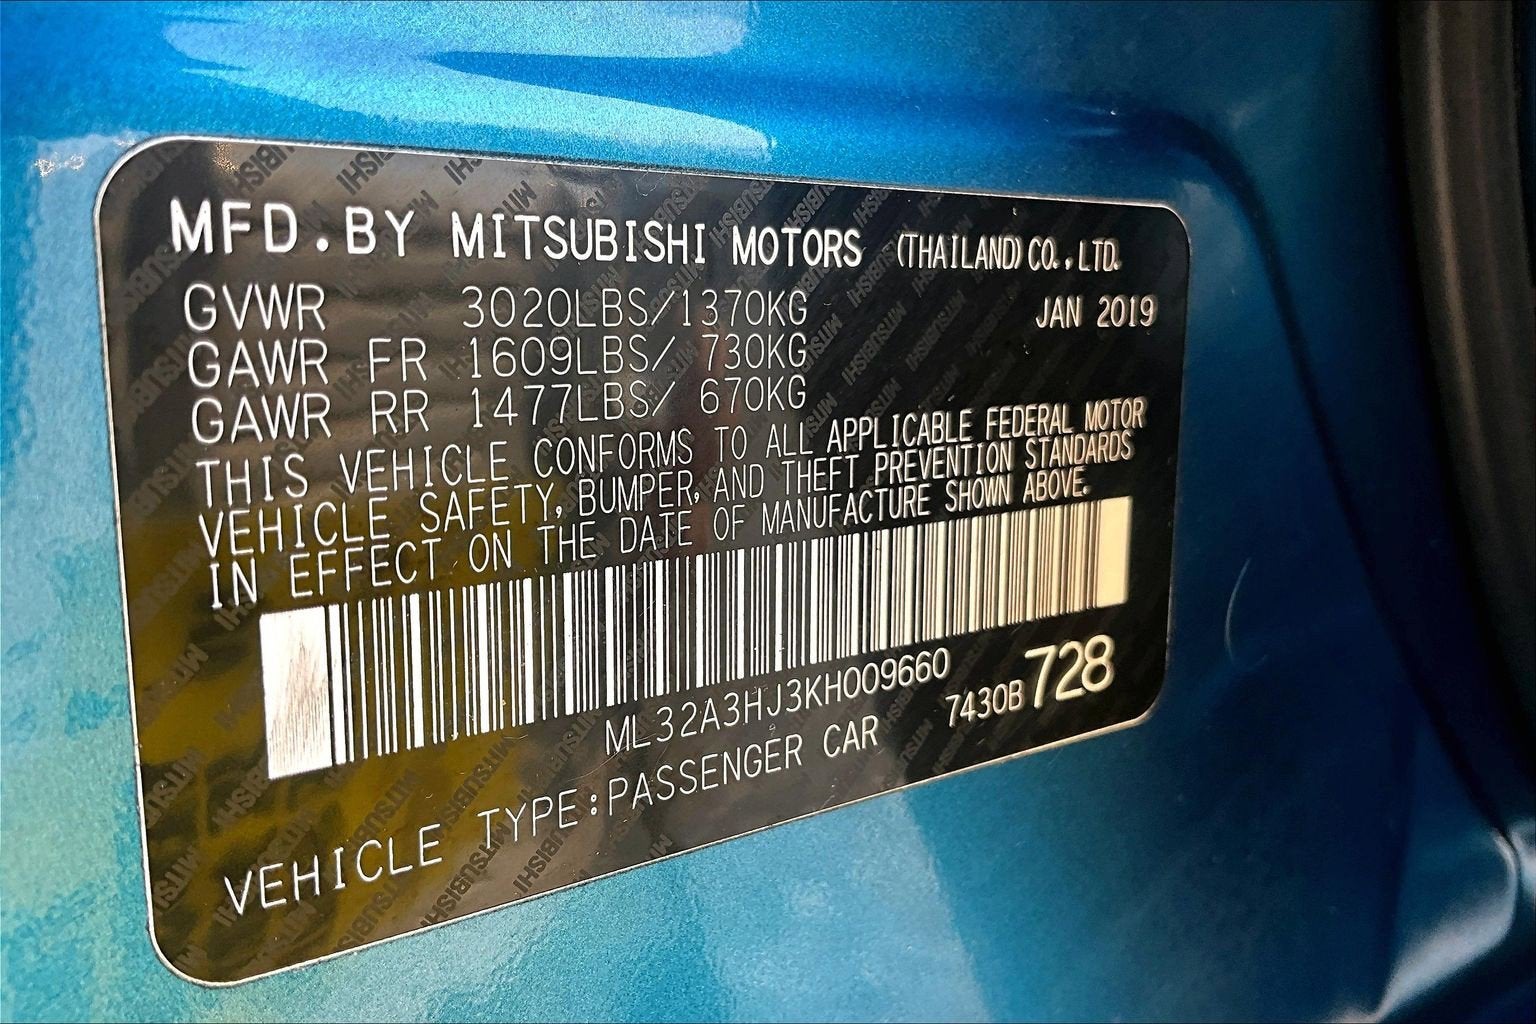 MFD.BY MITSUBISHI MOTORS (THAILAND) CO.,LTD.
GVWR 3020LBS/1370KG JAN 2019
GAWR FR 1609LBS/ 730KG
GAWR RR 1477LBS/ 670KG
THIS VEHICLE CONFORMS TO ALL APPLICABLE FEDERAL MOTOR
VEHICLE SAFETY, BUMPER, AND THEFT PREVENTION STANDARDS
IN EFFECT ON THE DATE OF MANUFACTURE SHOWN ABOVE.
ML32A3HJ3KH009660 7430B 728
VEHICLE TYPE:PASSENGER CAR